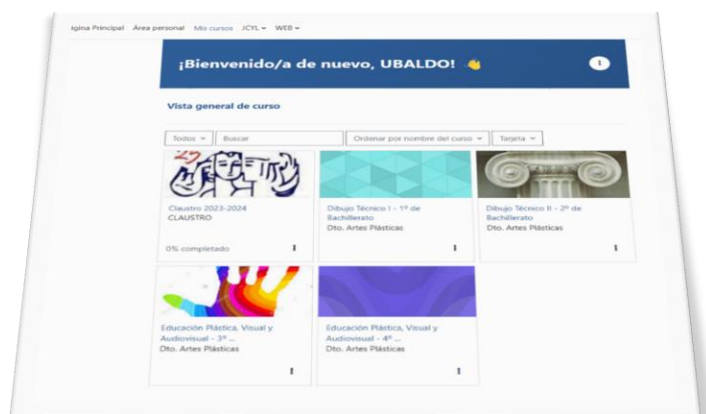 igina Principal Área personal Mis cursos JCYL WEB
¡Bienvenido/a de nuevo, UBALDO! 👋
Vista general de curso
Todos Buscar Ordenar por nombre del curso Tarjeta
Claustro 2023-2024
CLAUSTRO
0% completado
Dibujo Técnico I - 1º de
Bachillerato
Dto. Artes Plásticas
Dibujo Técnico II - 2º de
Bachillerato
Dto. Artes Plásticas
Educación Plástica, Visual y
Audiovisual - 3º ...
Dto. Artes Plásticas
Educación Plástica, Visual y
Audiovisual - 4º ...
Dto. Artes Plásticas